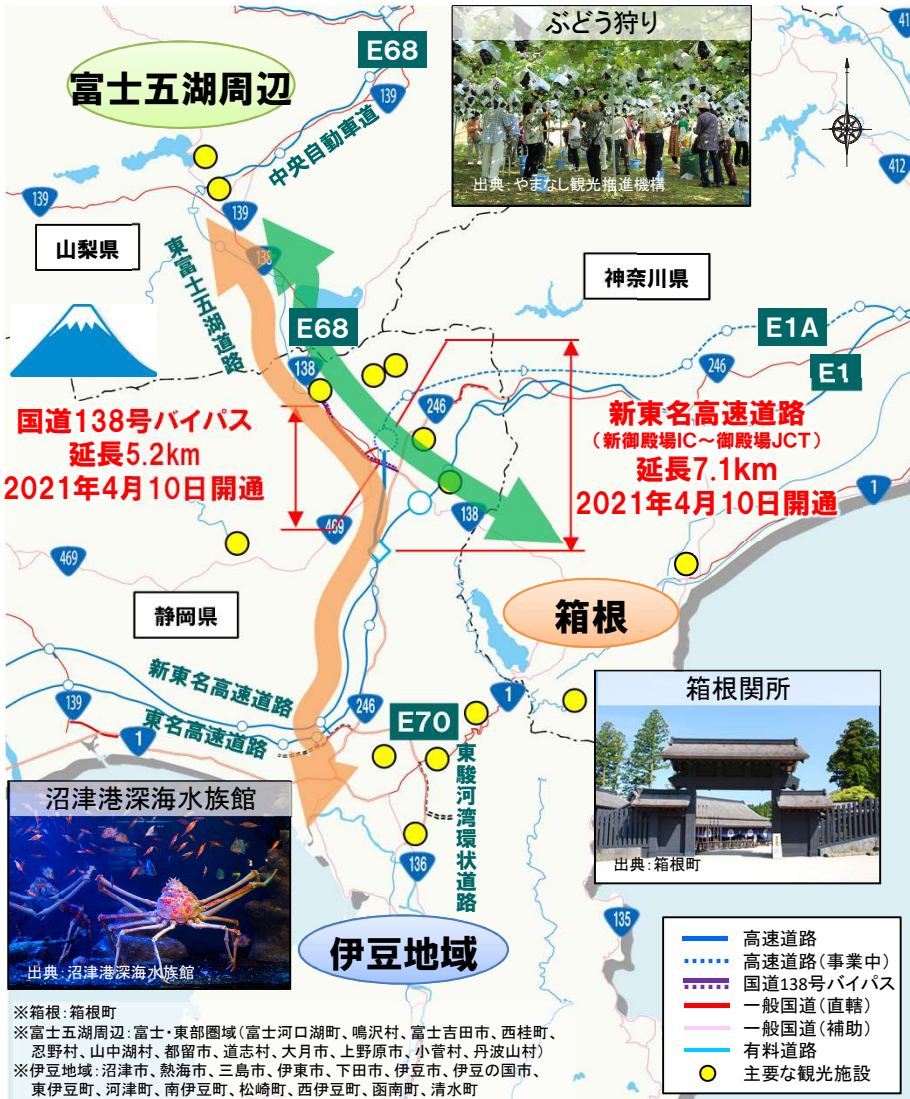 ぶどう狩り
出典：やまなし観光推進機構
E68
富士五湖周辺
139
中央自動車道
412
139
139
山梨県
138
東富士五湖道路
神奈川県
E68
E1A
E1
246
138
246
国道138号バイパス
延長5.2km
2021年4月10日開通
新東名高速道路
（新御殿場IC～御殿場JCT）
延長7.1km
2021年4月10日開通
1
469
138
469
静岡県
箱根
新東名高速道路
東名高速道路
139
1
246
E70
1
東駿河湾環状道路
箱根関所
出典：箱根町
沼津港深海水族館
出典：沼津港深海水族館
136
135
伊豆地域
高速道路
高速道路（事業中）
国道138号バイパス
一般国道（直轄）
一般国道（補助）
有料道路
主要な観光施設
※箱根：箱根町
※富士五湖周辺：富士・東部圏域（富士河口湖町、鳴沢村、富士吉田市、西桂町、
忍野村、山中湖村、都留市、道志村、大月市、上野原市、小菅村、丹波山村）
※伊豆地域：沼津市、熱海市、三島市、伊東市、下田市、伊豆市、伊豆の国市、
東伊豆町、河津町、南伊豆町、松崎町、西伊豆町、函南町、清水町